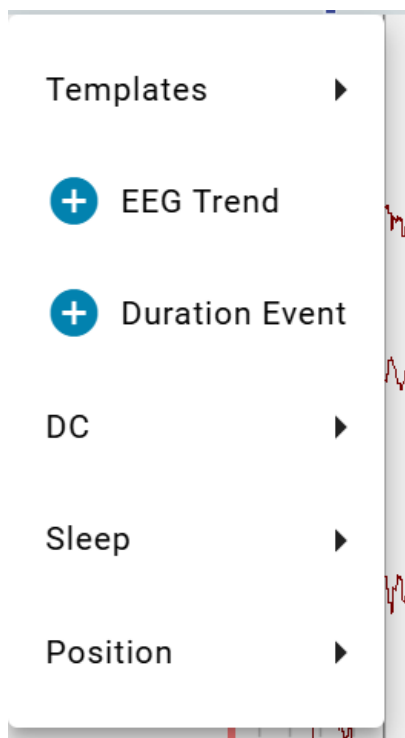 Templates
EEG Trend
Duration Event
DC
Sleep
Position